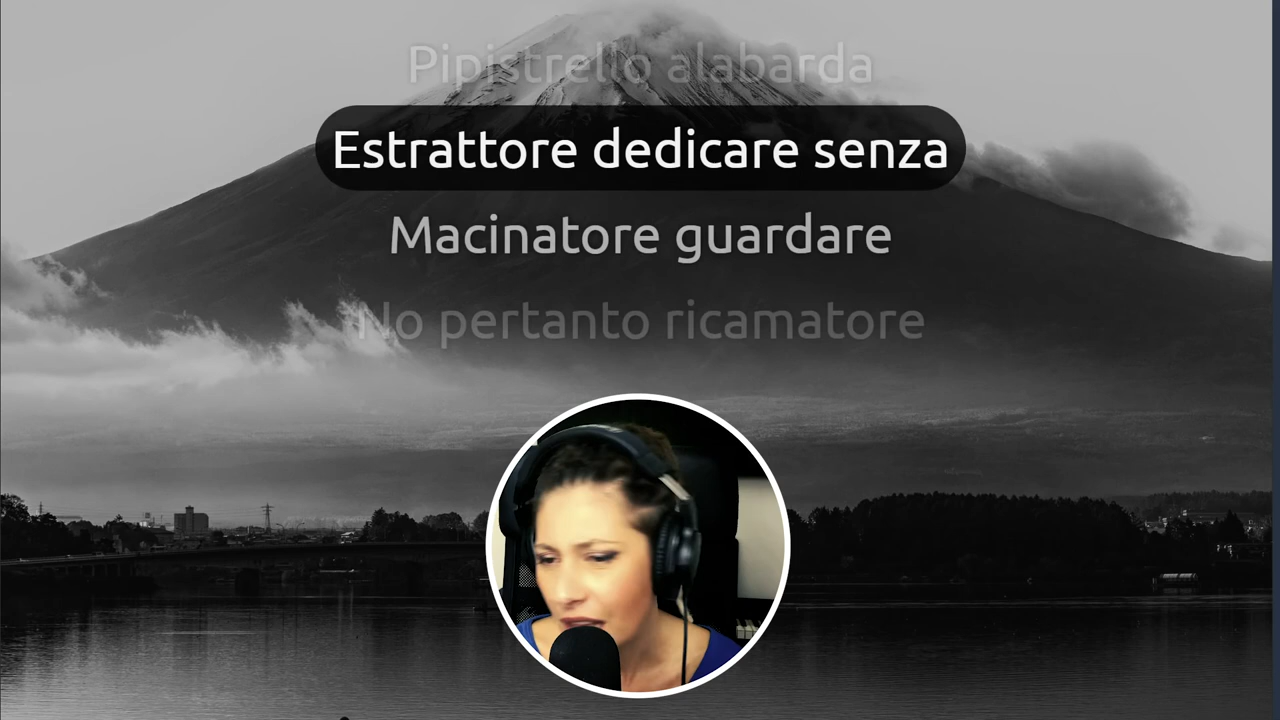 Pipistrello alabarda
Estrattore dedicare senza
Macinatore guardare
No pertanto ricamatore